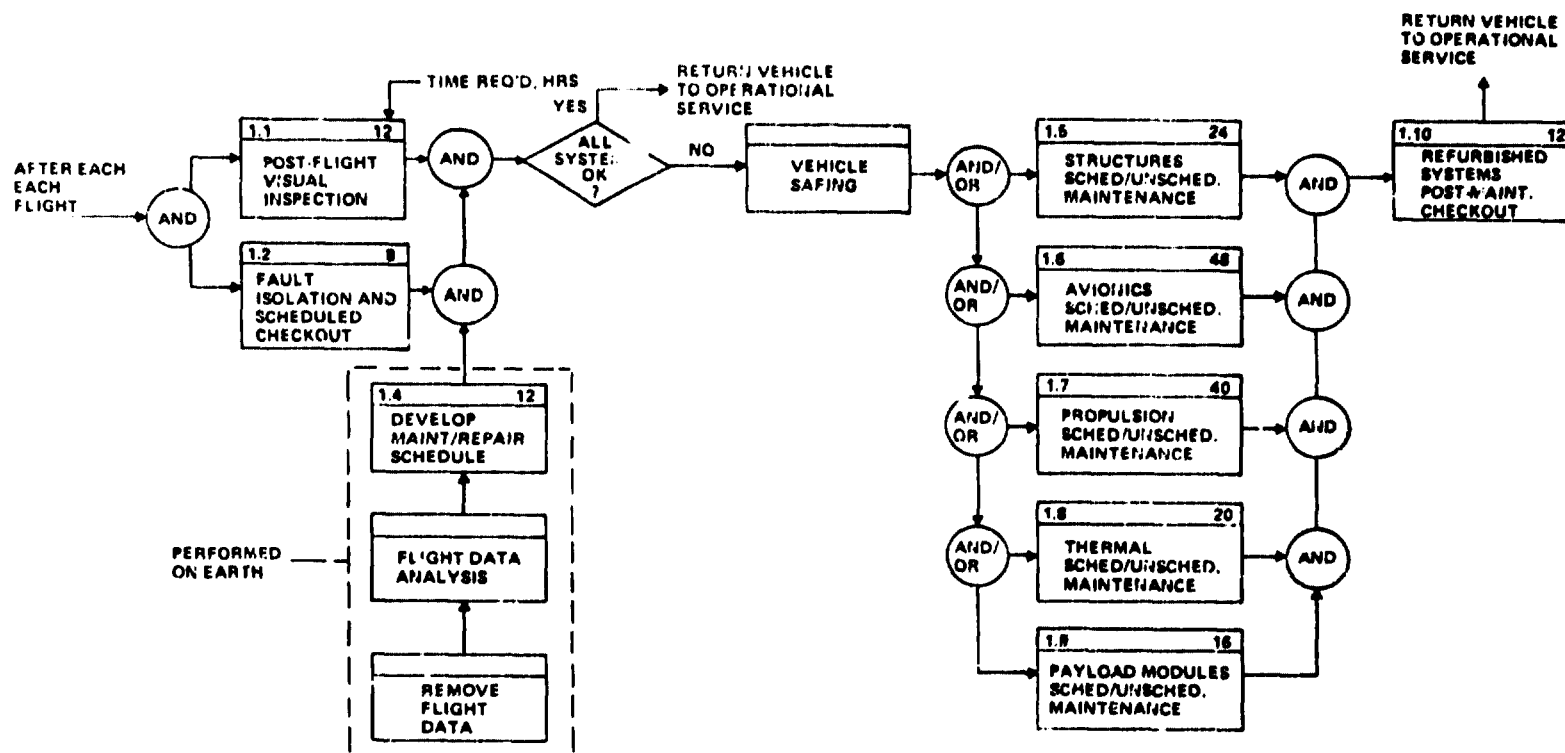 RETURN VEHICLE
TO OPERATIONAL
SERVICE
TIME REQ'D, HRS
YES
RETURN VEHICLE
TO OPERATIONAL
SERVICE
AFTER EACH
EACH
FLIGHT
AND
1.1 12
POST-FLIGHT
VISUAL
INSPECTION
AND
ALL
OK
?
NO
VEHICLE
SAFING
AND/
OR
1.5 24
STRUCTURES
SCHED/UNSCHED.
MAINTENANCE
AND
1.10 12
REFURBISHED
SYSTEMS
POST-MAINT.
CHECKOUT
1.2
FAULT
ISOLATION AND
SCHEDULED
CHECKOUT
AND
AND/
OR
1.6
AVIONICS
SCHED/UNSCHED.
MAINTENANCE
AND
1.4 12
DEVELOP
MAINT/REPAIR
SCHEDULE
AND/
OR
1.7 40
PROPULSION
SCHED/UNSCHED.
MAINTENANCE
AND
PERFORMED
ON EARTH
FLIGHT DATA
ANALYSIS
AND/
OR
1.8 20
THERMAL
SCHED/UNSCHED.
MAINTENANCE
AND
REMOVE
FLIGHT
DATA
16
PAYLOAD MODULES
SCHED/UNSCHED.
MAINTENANCE